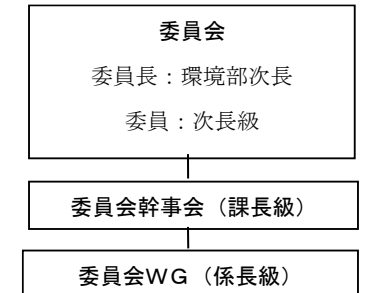 委員会
委員長：環境部次長
委員：次長級
委員会幹事会（課長級）
委員会ＷＧ（係長級）